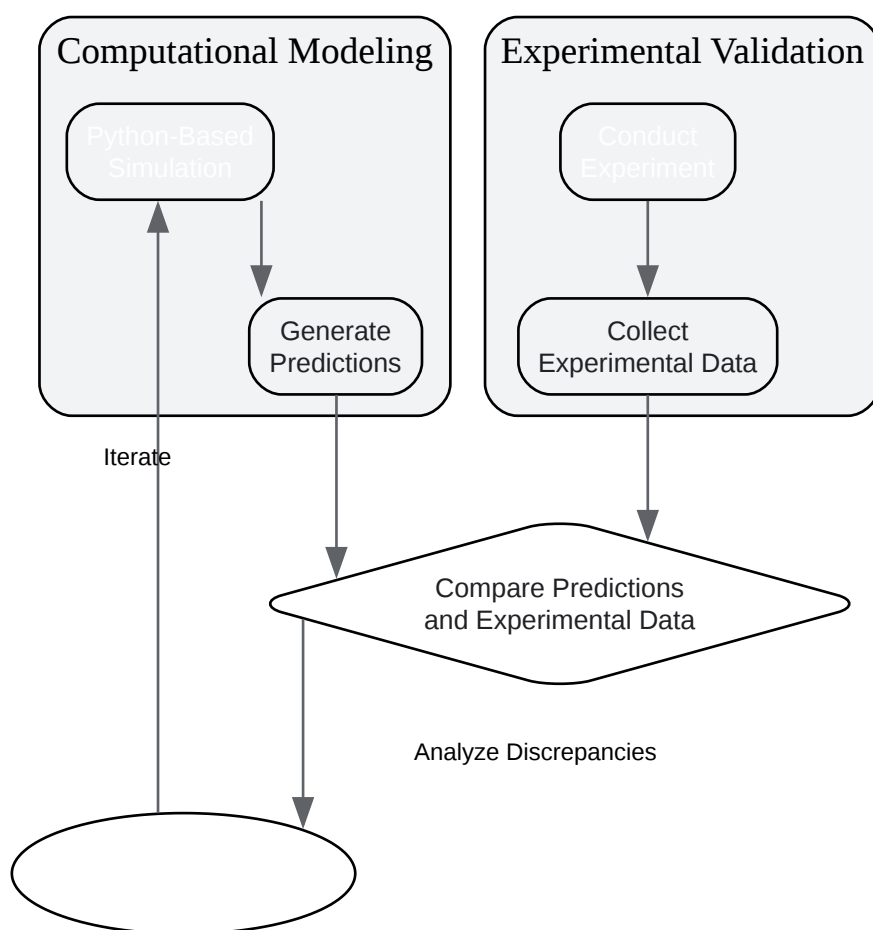 Computational Modeling
Python-Based
Simulation
Generate
Predictions
Experimental Validation
Conduct
Experiment
Collect
Experimental Data
Iterate
Compare Predictions
and Experimental Data
Analyze Discrepancies